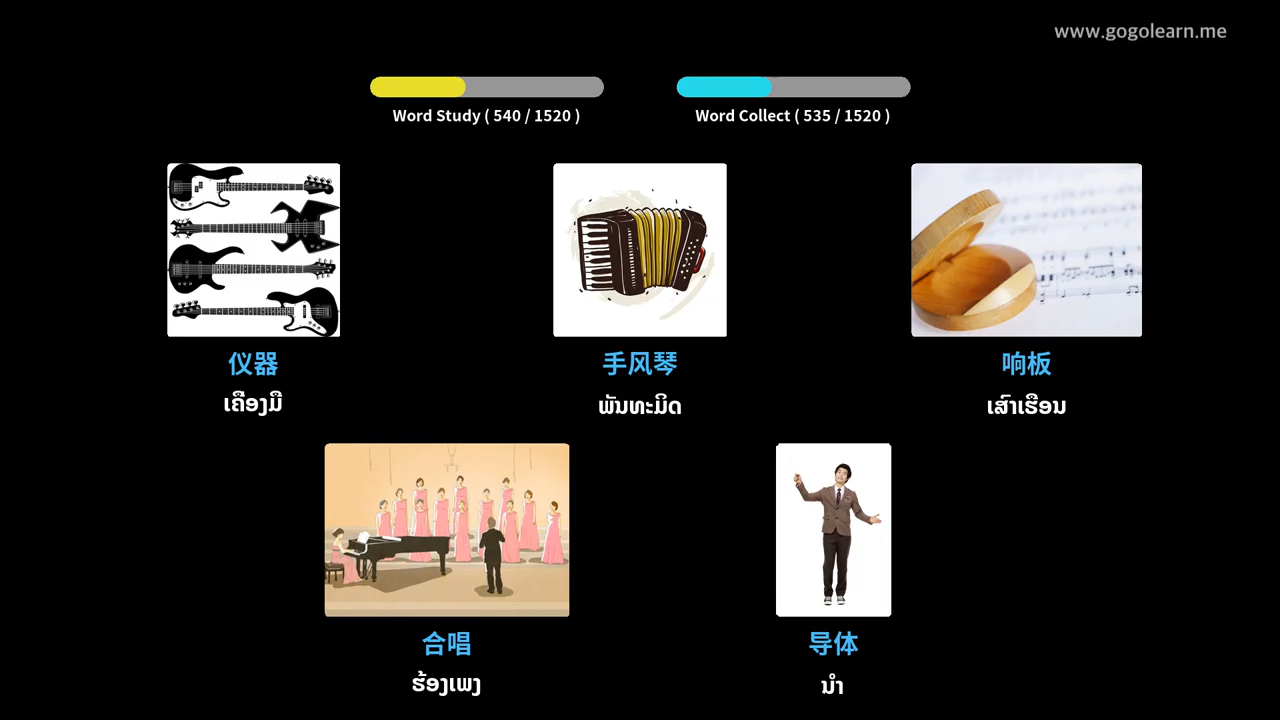 www.gogolearn.me
Word Study ( 540 / 1520 )
Word Collect ( 535 / 1520 )
仪器
手风琴
响板
ເຄືອງມື
ພັນທະມິດ
ເສົາເຮືອນ
合唱
导体
ຮ້ອງເພງ
ນໍາ